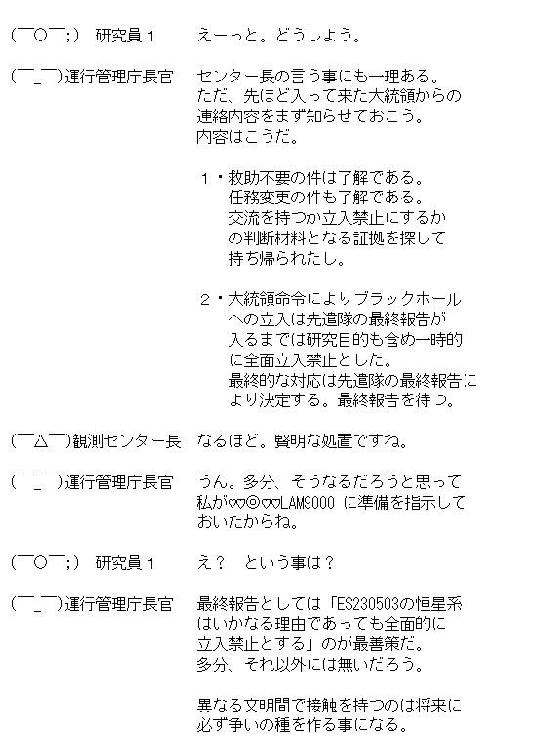 (￣○￣;) 研究員１ えーっと。どうしよう。
(￣_￣)運行管理庁長官 センター長の言う事にも一理ある。
ただ、先ほど入って来た大統領からの
連絡内容をまず知らせておこう。
内容はこうだ。
１・救助不要の件は了解である。
任務変更の件も了解である。
交流を持つか立入禁止にするか
の判断材料となる証拠を探して
持ち帰られたし。
２・大統領命令によりブラックホール
への立入は先遣隊の最終報告が
入るまでは研究目的も含め一時的
に全面立入禁止とした。
最終的な対応は先遣隊の最終報告に
より決定する。最終報告を待つ。
(￣△￣)観測センター長 なるほど。賢明な処置ですね。
( _ )運行管理庁長官 うん。多分、そうなるだろうと思って
私が∞◎∞LAM9000 に準備を指示して
おいたからね。
(￣○￣;) 研究員１ え？ という事は？
(￣_￣)運行管理庁長官 最終報告としては「ES230503の恒星系
はいかなる理由であっても全面的に
立入禁止とする」のが最善策だ。
多分、それ以外には無いだろう。
異なる文明間で接触を持つのは将来に
必ず争いの種を作る事になる。